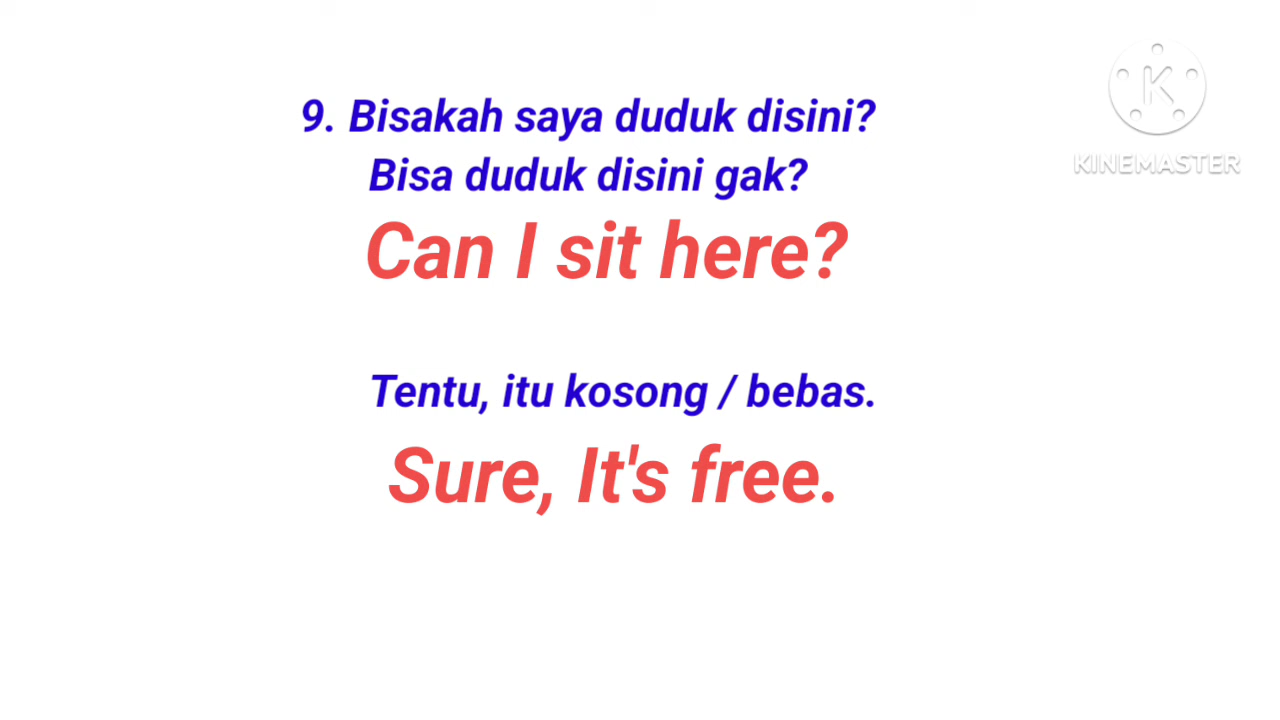 9. Bisakah saya duduk disini?
Bisa duduk disini gak?
Can I sit here?
Tentu, itu kosong / bebas.
Sure, It's free.
K
KINEMASTER